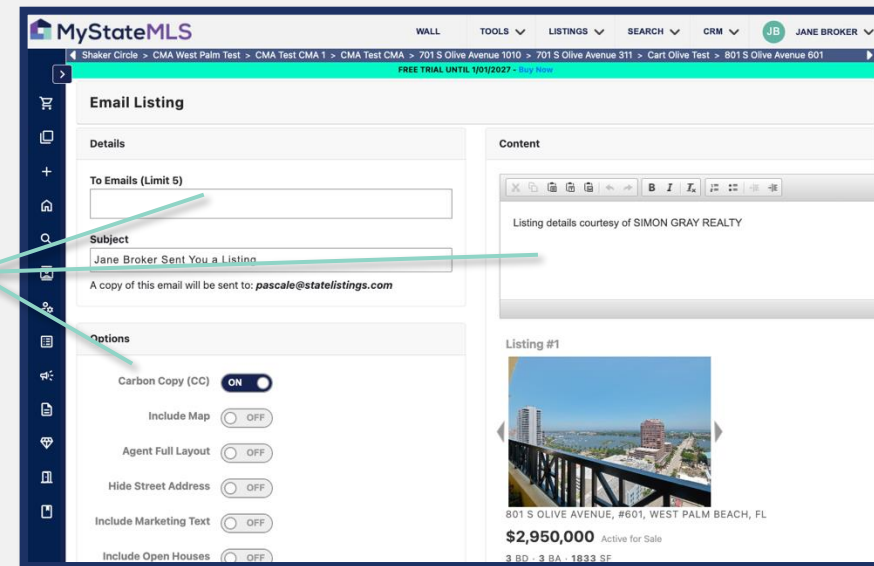 MyStateMLS
WALL TOOLS LISTINGS SEARCH CRM JB JANE BROKER
Shaker Circle > CMA West Palm Test > CMA Test CMA 1 > CMA Test CMA > 701 S Olive Avenue 1010 > 701 S Olive Avenue 311 > Cart Olive Test > 801 S Olive Avenue 601
FREE TRIAL UNTIL 1/01/2027 - Buy Now
Email Listing
Details
To Emails (Limit 5)
Subject
Jane Broker Sent You a Listing
A copy of this email will be sent to: pascale@statelistings.com
Options
Carbon Copy (CC) ON
Include Map OFF
Agent Full Layout OFF
Hide Street Address OFF
Include Marketing Text OFF
Include Open Houses OFF
Content
B I Tx
Listing details courtesy of SIMON GRAY REALTY
Listing #1
801 S OLIVE AVENUE, #601, WEST PALM BEACH, FL
$2,950,000 Active for Sale
3 BD · 3 BA · 1833 SF